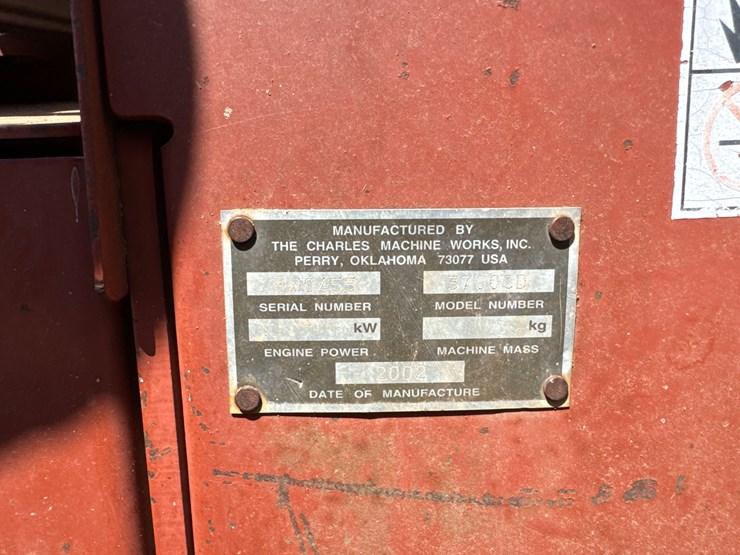 MANUFACTURED BY
THE CHARLES MACHINE WORKS, INC.
PERRY, OKLAHOMA 73077 USA
SERIAL NUMBER MODEL NUMBER
kW kg
ENGINE POWER MACHINE MASS
2002
DATE OF MANUFACTURE